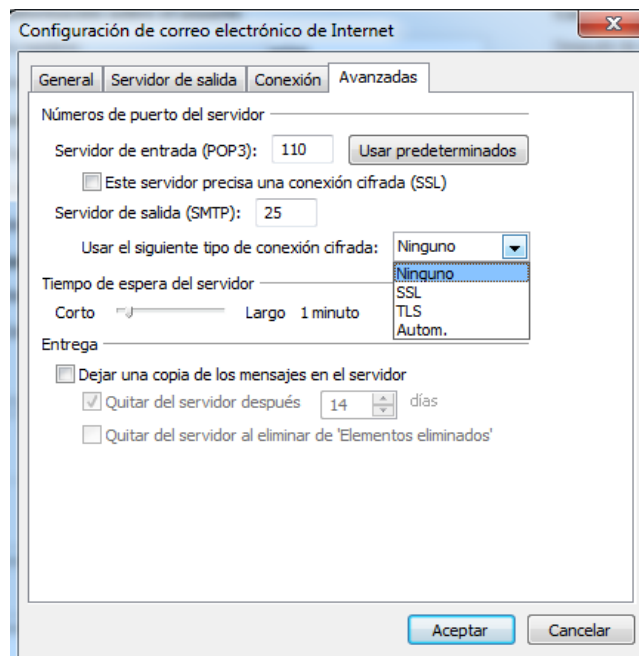 Configuración de correo electrónico de Internet
General Servidor de salida Conexión Avanzadas
Números de puerto del servidor
Servidor de entrada (POP3): 110 Usar predeterminados
Este servidor precisa una conexión cifrada (SSL)
Servidor de salida (SMTP): 25
Usar el siguiente tipo de conexión cifrada: Ninguno
Ninguno
SSL
TLS
Autom.
Tiempo de espera del servidor
Corto Largo 1 minuto
Entrega
Dejar una copia de los mensajes en el servidor
Quitar del servidor después 14 días
Quitar del servidor al eliminar de 'Elementos eliminados'
Aceptar Cancelar